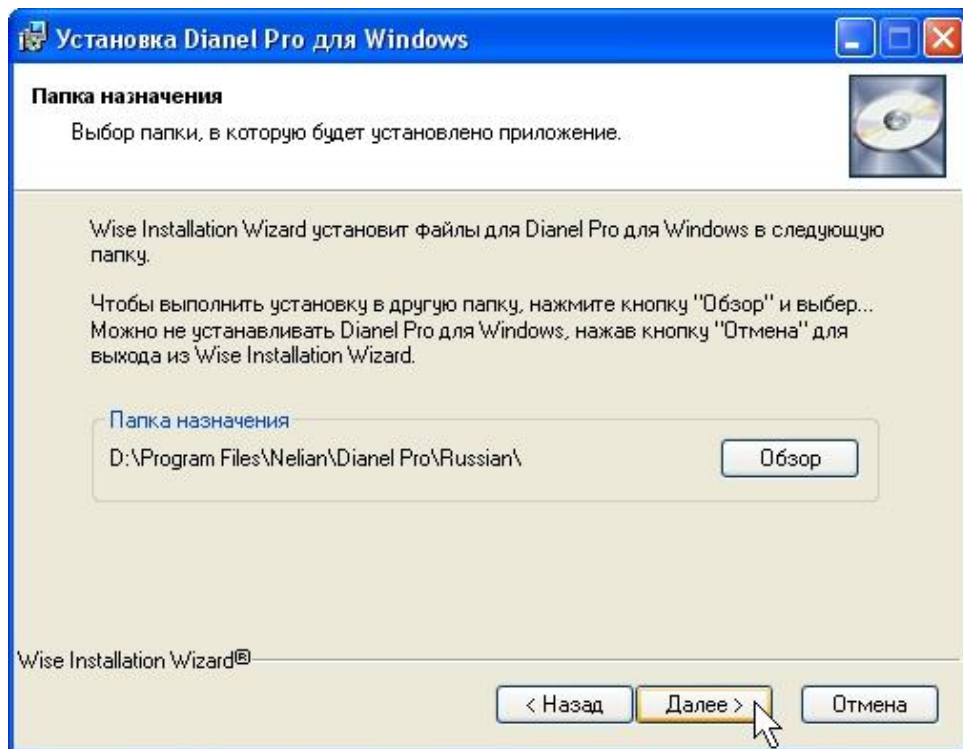 Установка Dianel Pro для Windows
Папка назначения
Выбор папки, в которую будет установлено приложение.
Wise Installation Wizard установит файлы для Dianel Pro для Windows в следующую
папку.
Чтобы выполнить установку в другую папку, нажмите кнопку "Обзор" и выбер...
Можно не устанавливать Dianel Pro для Windows, нажав кнопку "Отмена" для
выхода из Wise Installation Wizard.
Папка назначения
D:\Program Files\Nelian\Dianel Pro\Russian\
Обзор
Wise Installation Wizard®
< Назад
Далее >
Отмена